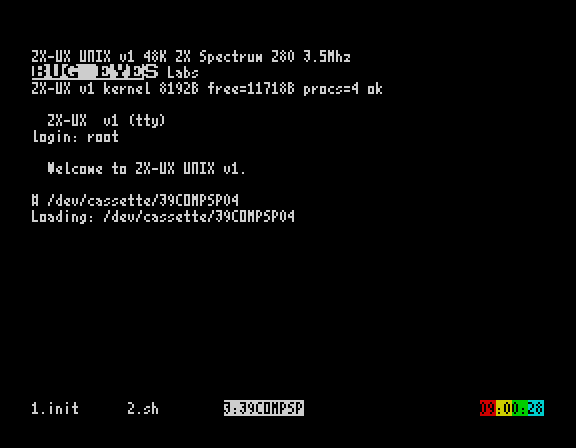 ZX-UX UNIX v1 48K ZX Spectrum Z80 3.5Mhz
BUG EYES Labs
ZX-UX v1 kernel 8192B free=11718B procs=4 ok
ZX-UX v1 (tty)
login: root
Welcome to ZX-UX UNIX v1.
# /dev/cassette/39COMPSP04
Loading: /dev/cassette/39COMPSP04
1.init 2.sh 3.39COMPSP 09:00:28